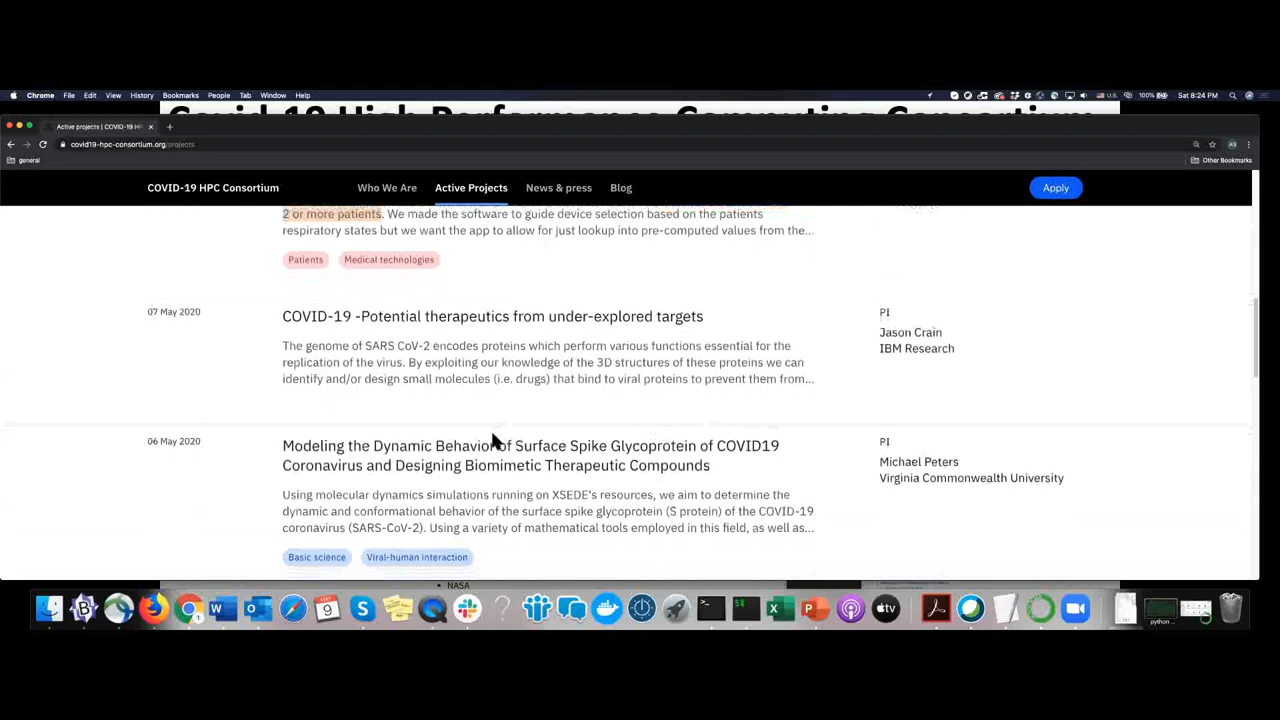 Covid-19 High Performance Computing Consortium
Chrome File Edit View History Bookmarks People Tab Window Help
U.S. 100% Sat 8:24 PM
Active projects | COVID-19 H
covid19-hpc-consortium.org/projects
general
Other Bookmarks
COVID-19 HPC Consortium Who We Are Active Projects News & press Blog Apply
2 or more patients. We made the software to guide device selection based on the patients
respiratory states but we want the app to allow for just lookup into pre-computed values from the...
Patients Medical technologies
07 May 2020
COVID-19 -Potential therapeutics from under-explored targets
The genome of SARS CoV-2 encodes proteins which perform various functions essential for the
replication of the virus. By exploiting our knowledge of the 3D structures of these proteins we can
identify and/or design small molecules (i.e. drugs) that bind to viral proteins to prevent them from...
PI
Jason Crain
IBM Research
06 May 2020
Modeling the Dynamic Behavior of Surface Spike Glycoprotein of COVID19
Coronavirus and Designing Biomimetic Therapeutic Compounds
Using molecular dynamics simulations running on XSEDE's resources, we aim to determine the
dynamic and conformational behavior of the surface spike glycoprotein (S protein) of the COVID-19
coronavirus (SARS-CoV-2). Using a variety of mathematical tools employed in this field, as well as...
Basic science Viral-human interaction
PI
Michael Peters
Virginia Commonwealth University
• NASA
9
python ...